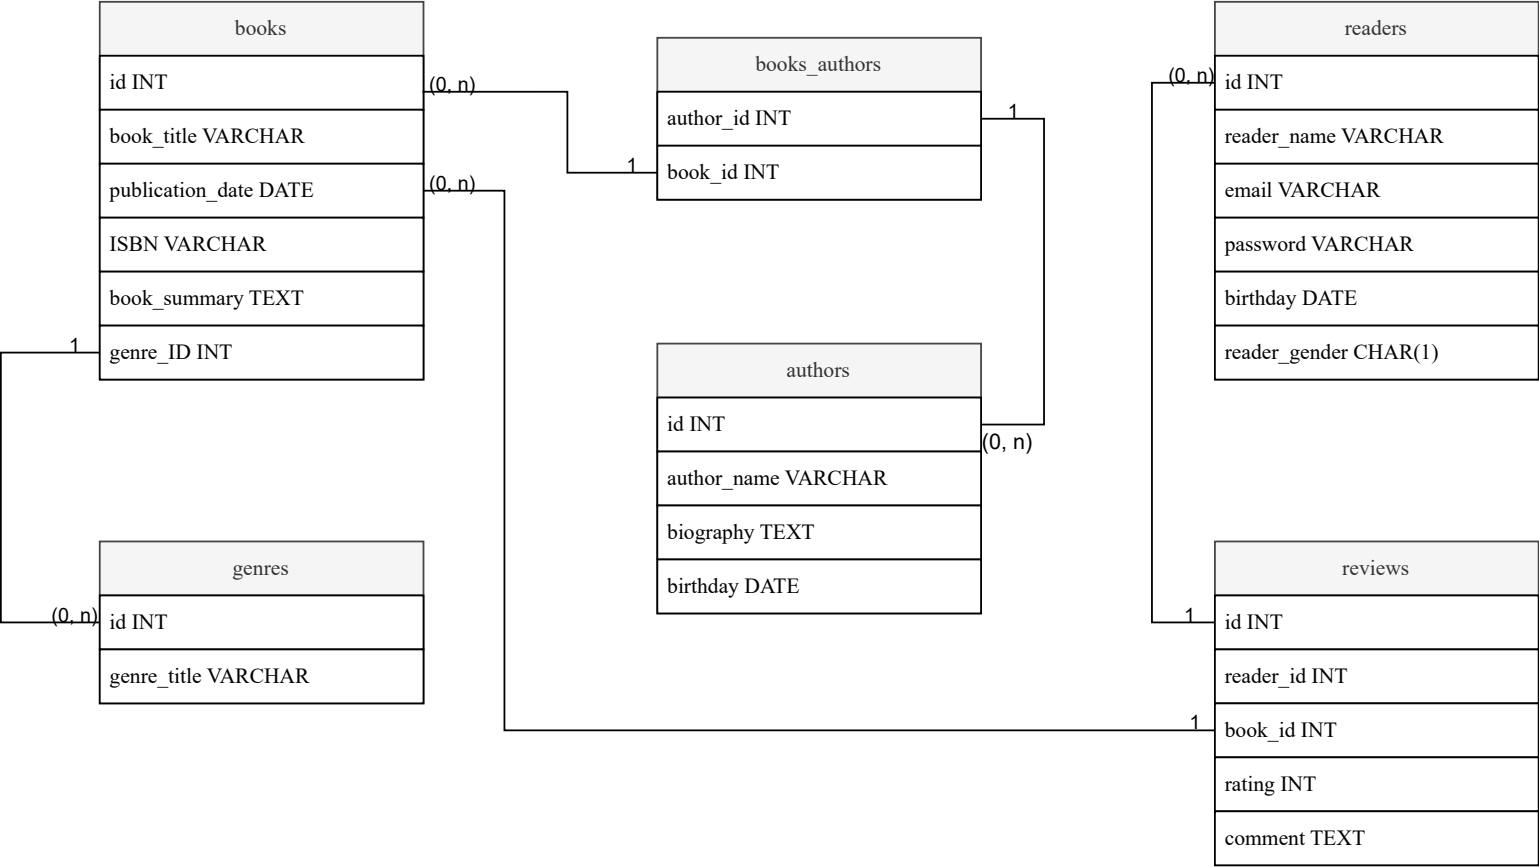 books
id INT
book_title VARCHAR
publication_date DATE
ISBN VARCHAR
book_summary TEXT
genre_ID INT
(0, n)
(0, n)
1
genres
id INT
genre_title VARCHAR
(0, n)
books_authors
author_id INT
book_id INT
1
1
authors
id INT
author_name VARCHAR
biography TEXT
birthday DATE
(0, n)
readers
id INT
reader_name VARCHAR
email VARCHAR
password VARCHAR
birthday DATE
reader_gender CHAR(1)
(0, n)
reviews
id INT
reader_id INT
book_id INT
rating INT
comment TEXT
1
1